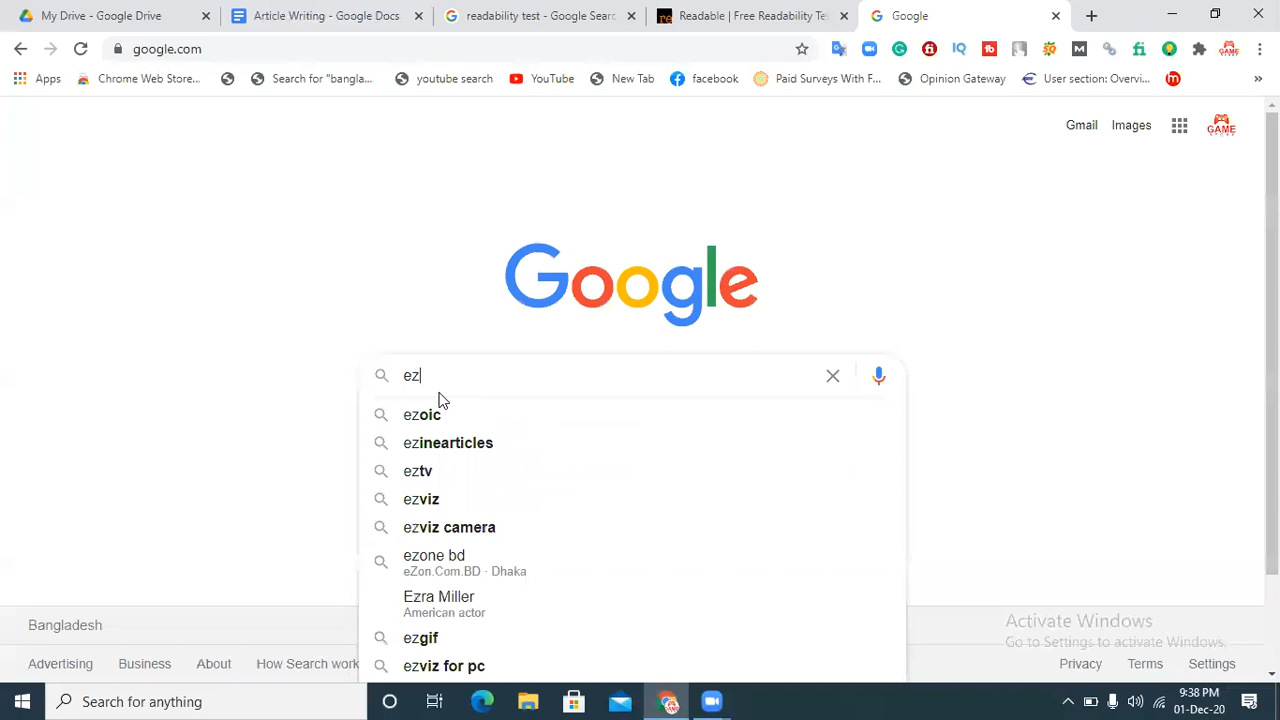 My Drive - Google Drive
Article Writing - Google Doc
readability test - Google Searc
Readable | Free Readability Tes
Google
google.com
Apps
Chrome Web Store...
Search for "bangla...
youtube search
YouTube
New Tab
facebook
Paid Surveys With F...
Opinion Gateway
User section: Overvi...
Gmail
Images
GAME
Google
ez
ezoic
ezinearticles
eztv
ezviz
ezviz camera
ezone bd
eZon.Com.BD · Dhaka
Ezra Miller
American actor
ezgif
ezviz for pc
Bangladesh
Activate Windows
Go to Settings to activate Windows.
Advertising
Business
About
How Search work
Privacy
Terms
Settings
Search for anything
9:38 PM
01-Dec-20